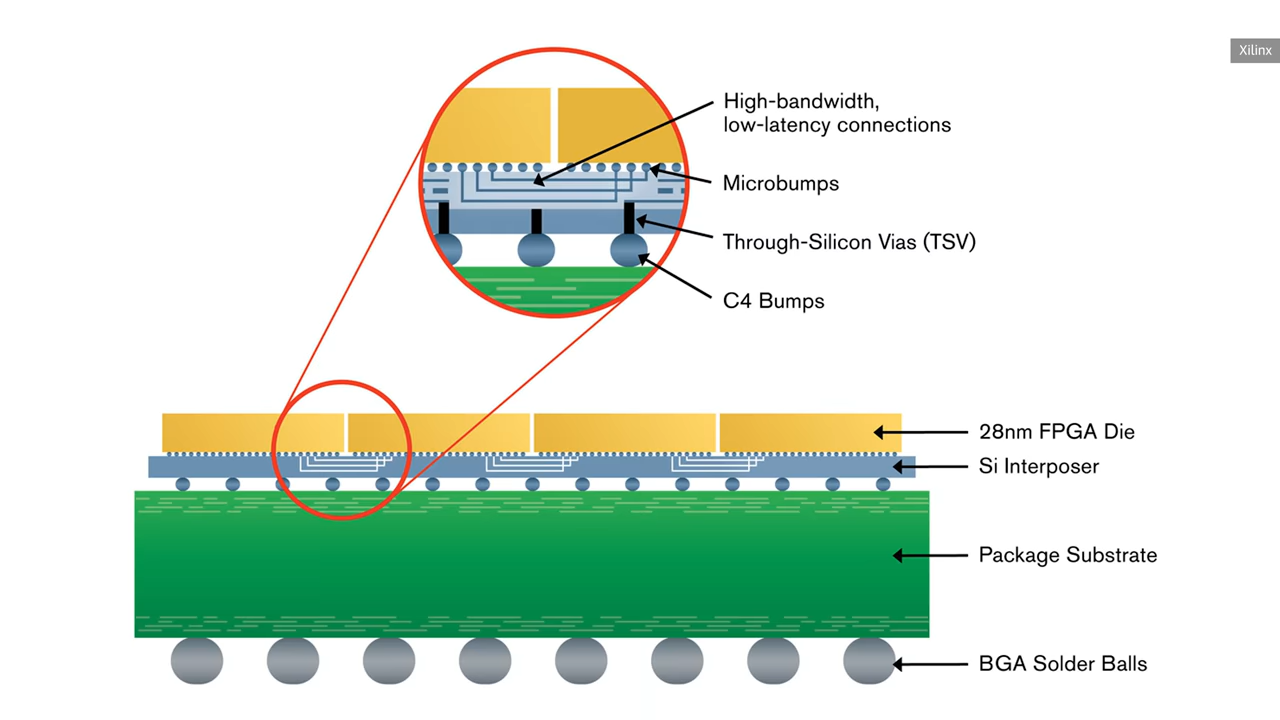 Xilinx
High-bandwidth,
low-latency connections
Microbumps
Through-Silicon Vias (TSV)
C4 Bumps
28nm FPGA Die
Si Interposer
Package Substrate
BGA Solder Balls